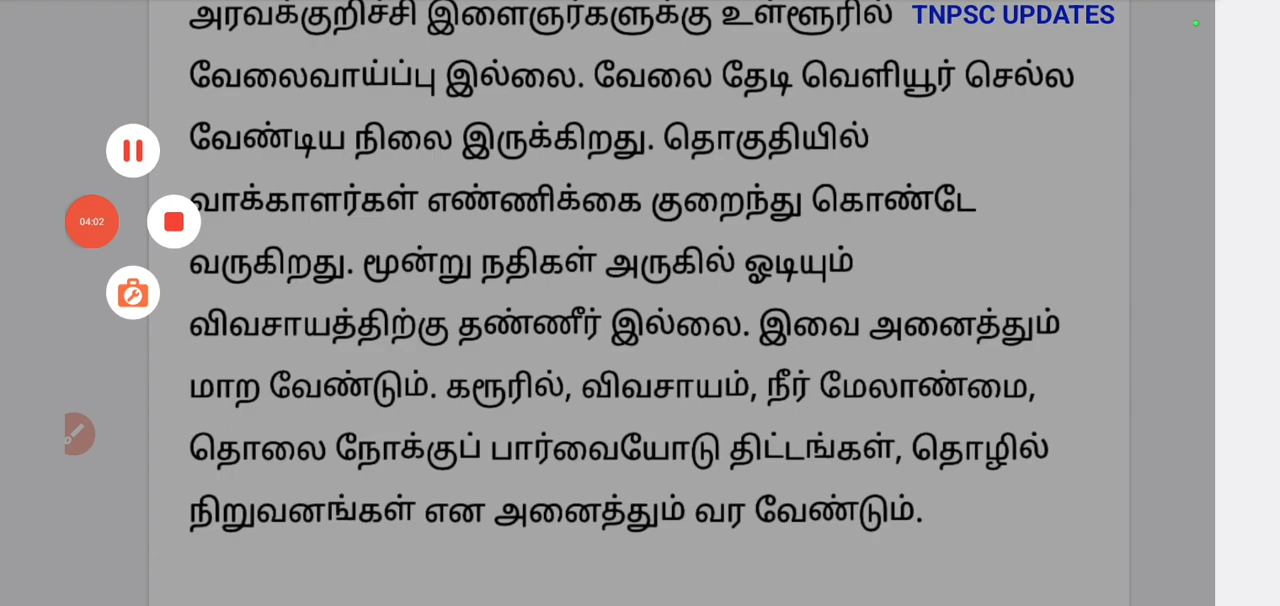 அரவக்குறிச்சி இளைஞர்களுக்கு உள்ளூரில் TNPSC UPDATES
வேலைவாய்ப்பு இல்லை. வேலை தேடி வெளியூர் செல்ல
வேண்டிய நிலை இருக்கிறது. தொகுதியில்
வாக்காளர்கள் எண்ணிக்கை குறைந்து கொண்டே
04:02
வருகிறது. மூன்று நதிகள் அருகில் ஓடியும்
விவசாயத்திற்கு தண்ணீர் இல்லை. இவை அனைத்தும்
மாற வேண்டும். கரூரில், விவசாயம், நீர் மேலாண்மை,
தொலை நோக்குப் பார்வையோடு திட்டங்கள், தொழில்
நிறுவனங்கள் என அனைத்தும் வர வேண்டும்.